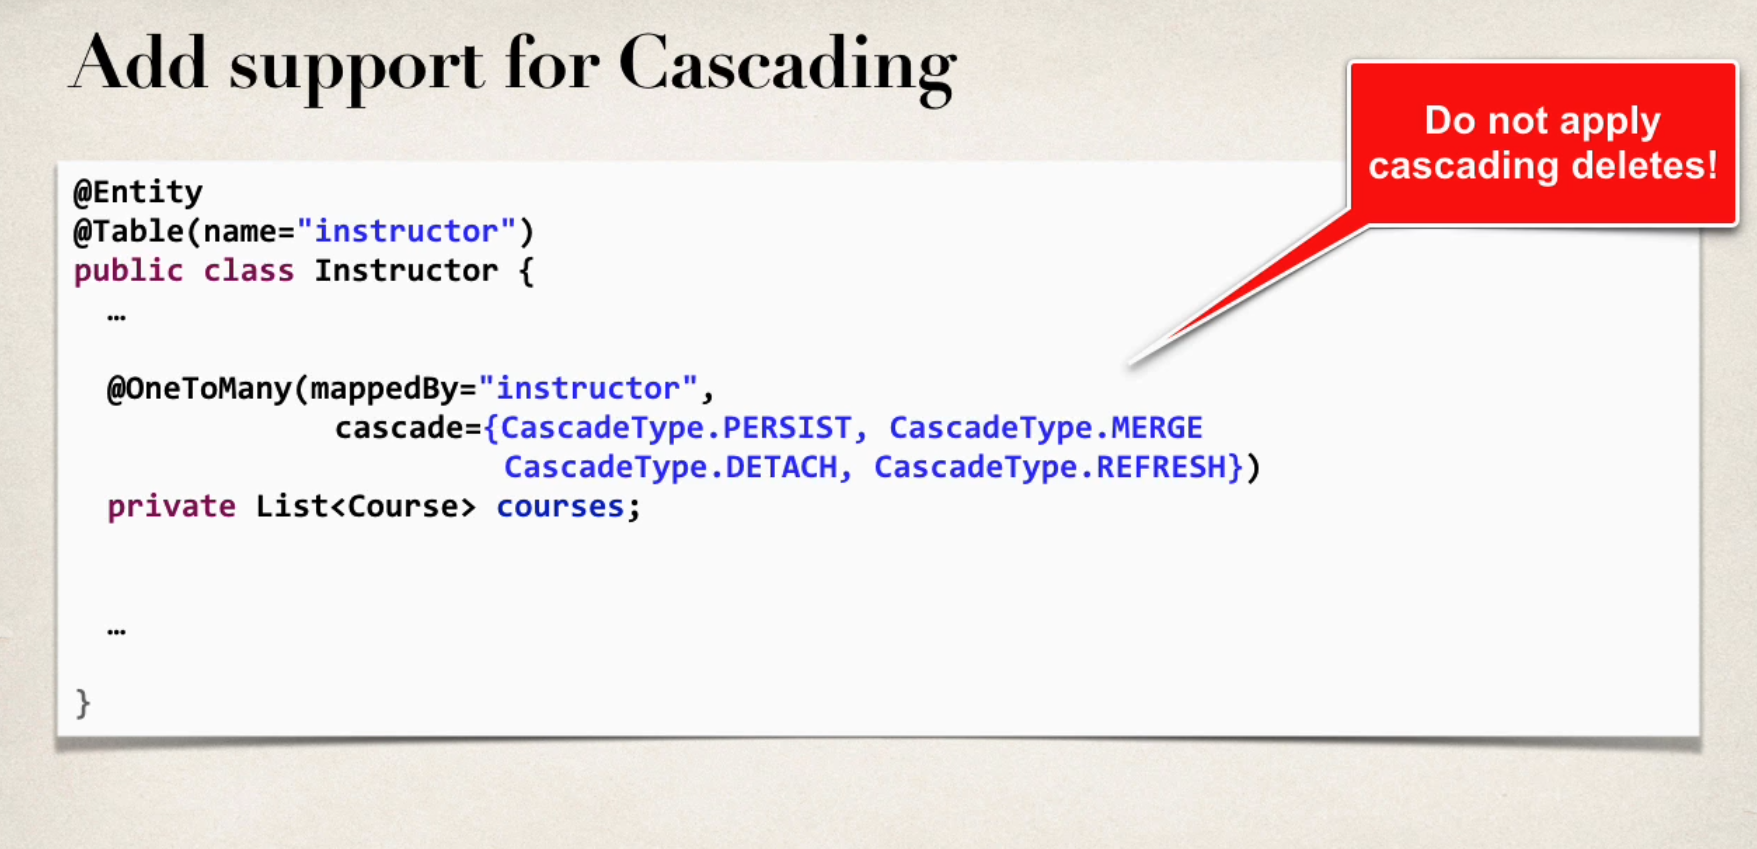 Add support for Cascading
Do not apply
cascading deletes!
@Entity
@Table(name="instructor")
public class Instructor {
…
@OneToMany(mappedBy="instructor",
cascade={CascadeType.PERSIST, CascadeType.MERGE
CascadeType.DETACH, CascadeType.REFRESH})
private List<Course> courses;
…
}